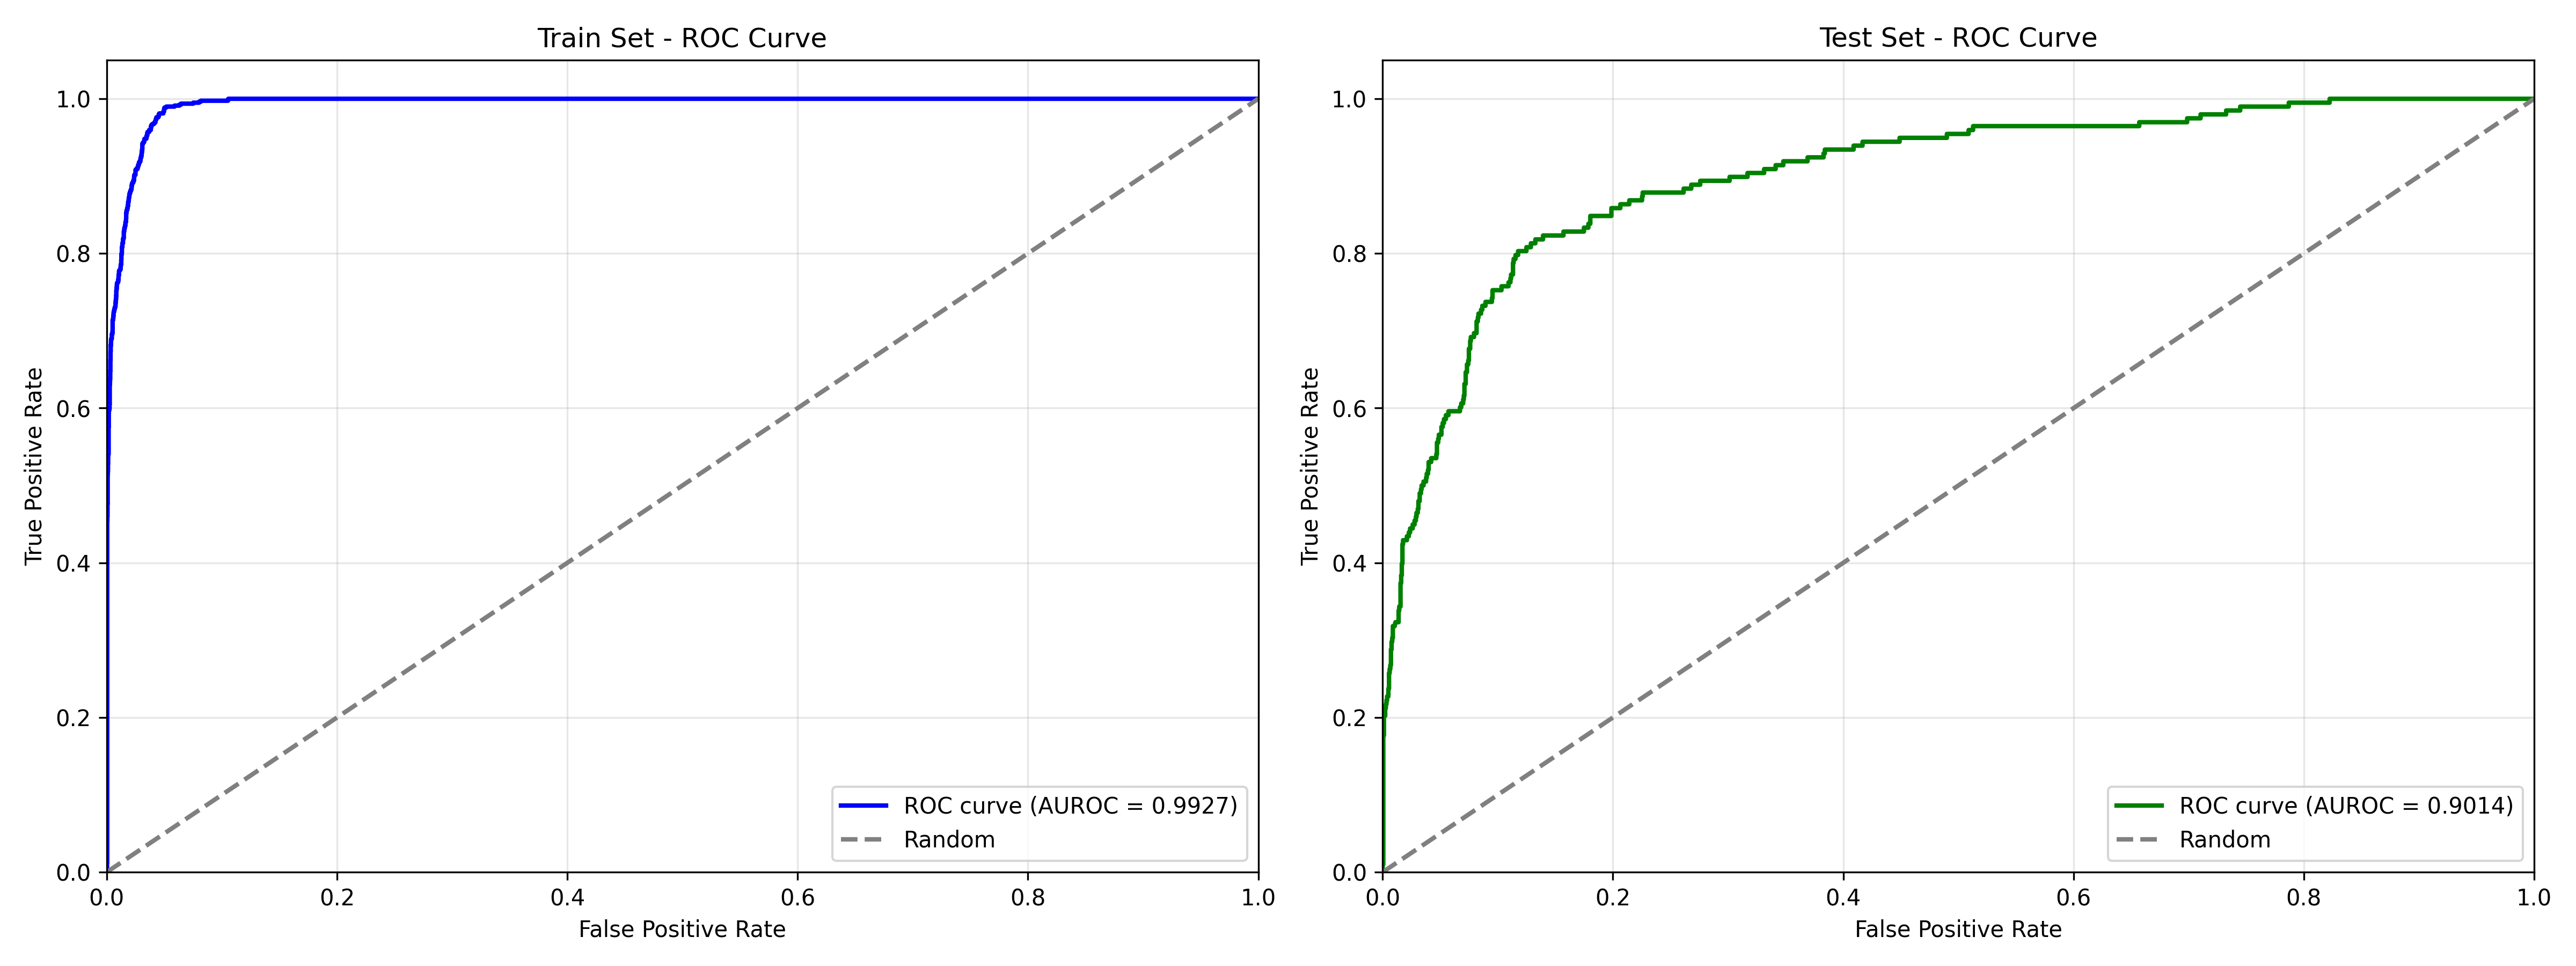 Train Set - ROC Curve
True Positive Rate
1.0
0.8
0.6
0.4
0.2
0.0
ROC curve (AUROC = 0.9927)
Random
0.0 0.2 0.4 0.6 0.8 1.0
False Positive Rate
Test Set - ROC Curve
True Positive Rate
1.0
0.8
0.6
0.4
0.2
0.0
ROC curve (AUROC = 0.9014)
Random
0.0 0.2 0.4 0.6 0.8 1.0
False Positive Rate